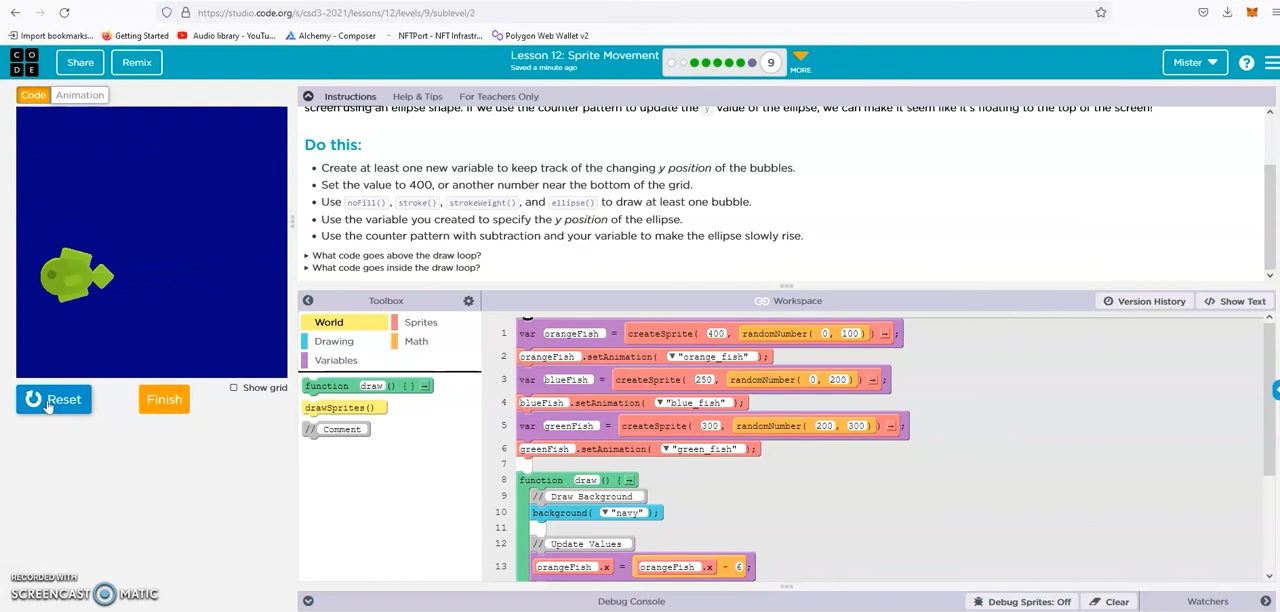 https://studio.code.org/s/csd3-2021/lessons/12/levels/9/sublevel/2
Import bookmarks... Getting Started Audio library - YouTu... Alchemy - Composer NFTPort - NFT Infrastr... Polygon Web Wallet v2
C O D E Share Remix Lesson 12: Sprite Movement Saved a minute ago 9 MORE Mister ?
Code Animation Instructions Help & Tips For Teachers Only
screen using an ellipse shape. If we use the counter pattern to update the y value of the ellipse, we can make it seem like it's floating to the top of the screen!
Do this:
• Create at least one new variable to keep track of the changing y position of the bubbles.
• Set the value to 400, or another number near the bottom of the grid.
• Use noFill(), stroke(), strokeWeight(), and ellipse() to draw at least one bubble.
• Use the variable you created to specify the y position of the ellipse.
• Use the counter pattern with subtraction and your variable to make the ellipse slowly rise.
What code goes above the draw loop?
What code goes inside the draw loop?
Toolbox Workspace Version History </> Show Text
World Sprites
Drawing Math
Variables
function draw() { }
drawSprites()
// Comment
Reset Finish Show grid
1 var orangeFish = createSprite( 400, randomNumber( 0, 100) );
2 orangeFish.setAnimation( "orange_fish" );
3 var blueFish = createSprite( 250, randomNumber( 0, 200) );
4 blueFish.setAnimation( "blue_fish" );
5 var greenFish = createSprite( 300, randomNumber( 200, 300) );
6 greenFish.setAnimation( "green_fish" );
7
8 function draw() {
9 // Draw Background
10 background( "navy" );
11
12 // Update Values
13 orangeFish.x = orangeFish.x - 6;
RECORDED WITH
SCREENCAST MATIC
Debug Console Debug Sprites: Off Clear Watchers